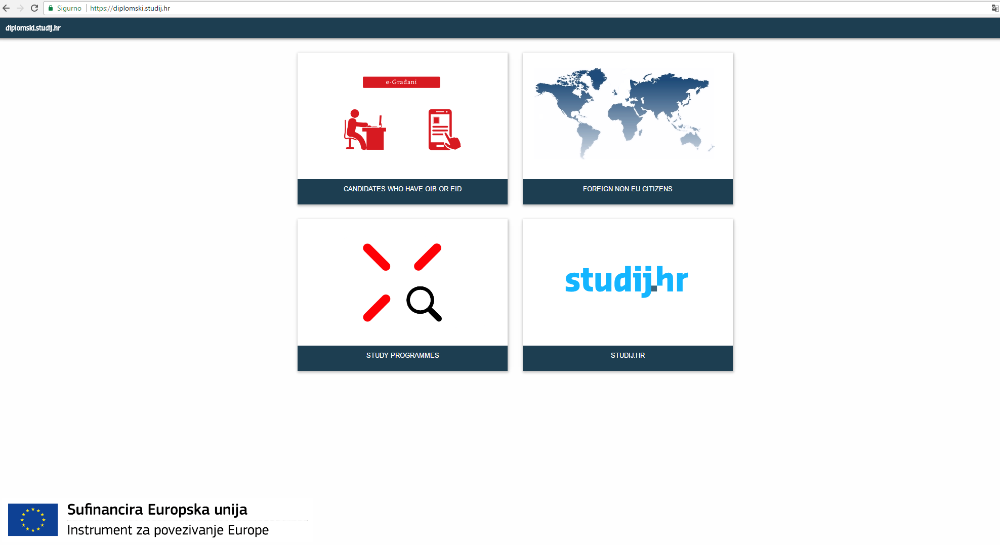 Sigurno https://diplomski.studij.hr
diplomski.studij.hr
e-Građani
CANDIDATES WHO HAVE OIB OR EID
FOREIGN NON EU CITIZENS
STUDY PROGRAMMES
studij.hr
STUDIJ.HR
Sufinancira Europska unija
Instrument za povezivanje Europe